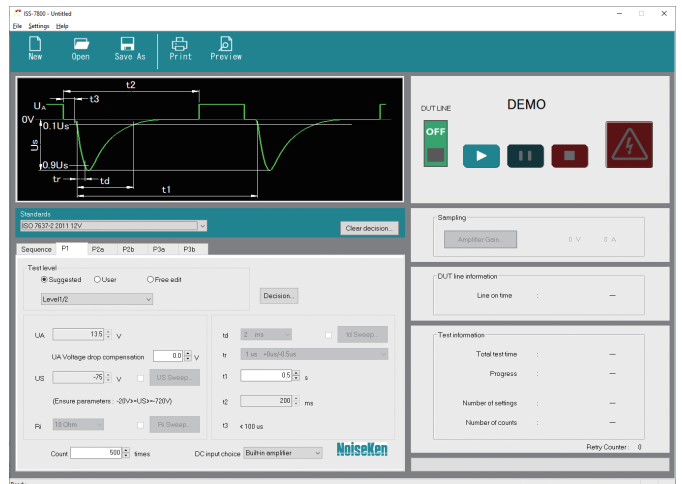 ISS-7800 - Untitled
File Settings Help
New Open Save As Print Preview
t2
t3
UA
0V
0.1Us
Us
0.9Us
tr td
t1
DUT LINE
DEMO
OFF
Standards
ISO 7637-2 2011 12V
Clear decision...
Sequence P1 P2a P2b P3a P3b
Test level
Suggested User Free edit
Level1/2
Decision...
UA 13.5 V
UA Voltage drop compensation 0.0 V
US -75 V US Sweep...
(Ensure parameters : -20V>=US>=-720V)
Ri 10 Ohm Ri Sweep...
td 2 ms td Sweep...
tr 1 us +0us/-0.5us
t1 0.5 s
t2 200 ms
t3 < 100 us
Count 500 times DC input choice Built-in amplifier
NoiseKen
Sampling
Amplifier Gain... 0 V 0 A
DUT line information
Line on time : —
Test information
Total test time : —
Progress : —
Number of settings : —
Number of counts : —
Retry Counter : 0